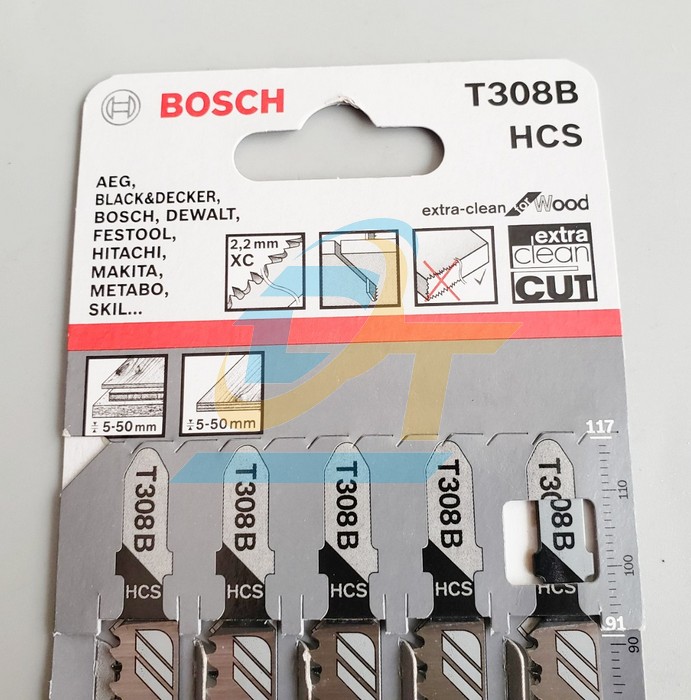 BOSCH
T308B
HCS
AEG,
BLACK&DECKER,
BOSCH, DEWALT,
FESTOOL,
HITACHI,
MAKITA,
METABO,
SKIL...
2,2 mm
XC
extra-clean for Wood
extra
clean
CUT
5-50 mm
5-50 mm
DT
117
110
100
91
90
T308B
HCS
T308B
HCS
T308B
HCS
T308B
HCS
T308B
HCS